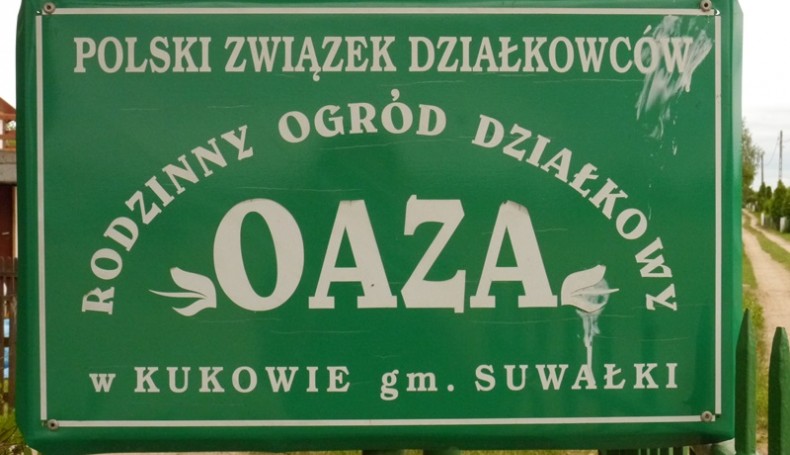 POLSKI ZWIĄZEK DZIAŁKOWCÓW
RODZINNY OGRÓD DZIAŁKOWY
OAZA
w KUKOWIE gm. SUWAŁKI